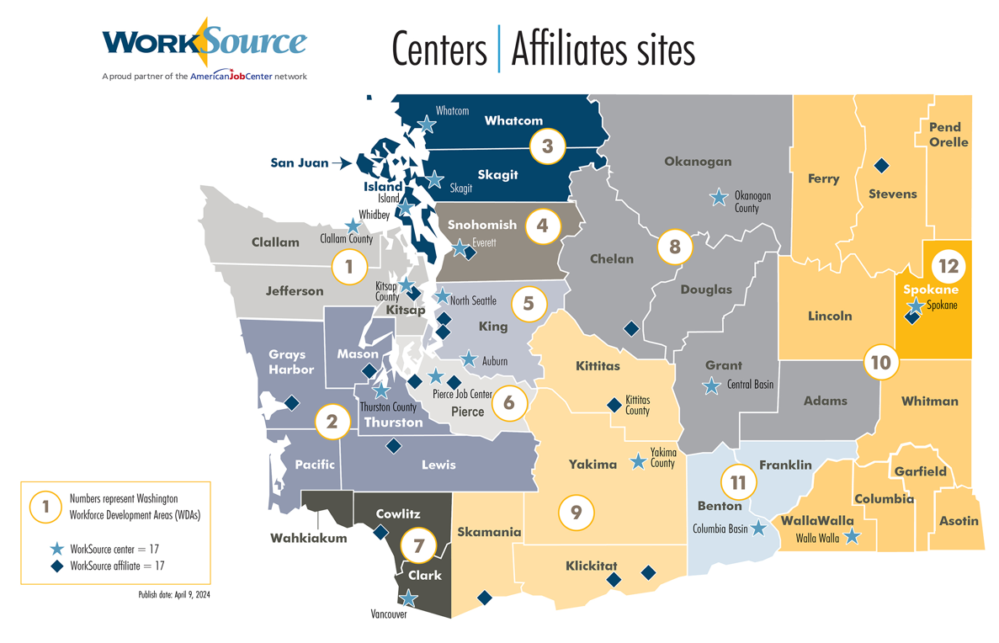 WORKSource
A proud partner of the AmericanJobCenter network
Centers | Affiliates sites
Whatcom
Whatcom
3
San Juan
Skagit
Skagit
Island
Island
Whidbey
Okanogan
Okanogan
County
Ferry
Stevens
Pend
Orelle
Snohomish
4
Everett
Clallam County
Clallam
1
Chelan
8
Douglas
12
Spokane
Spokane
Jefferson
Kitsap
County
Kitsap
North Seattle
5
King
Auburn
Lincoln
10
Grays
Harbor
Mason
Kittitas
Grant
Central Basin
Pierce Job Center
Pierce
6
Thurston County
Thurston
2
Kittitas
County
Adams
Whitman
Pacific
Lewis
Yakima
Yakima
County
Franklin
11
Benton
Garfield
Columbia
Asotin
WallaWalla
Walla Walla
Columbia Basin
9
Wahkiakum
Cowlitz
7
Clark
Vancouver
Skamania
Klickitat
1
Numbers represent Washington
Workforce Development Areas (WDAs)
WorkSource center = 17
WorkSource affiliate = 17
Publish date: April 9, 2024